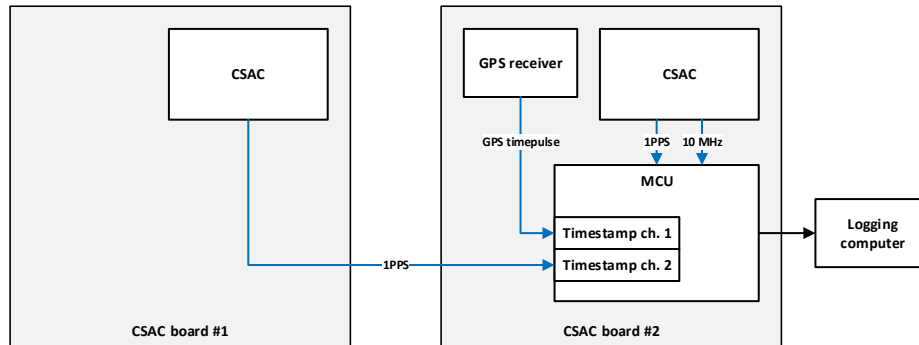 CSAC
GPS receiver
CSAC
GPS timepulse
1PPS
10 MHz
MCU
Timestamp ch. 1
Timestamp ch. 2
1PPS
Logging
computer
CSAC board #1
CSAC board #2